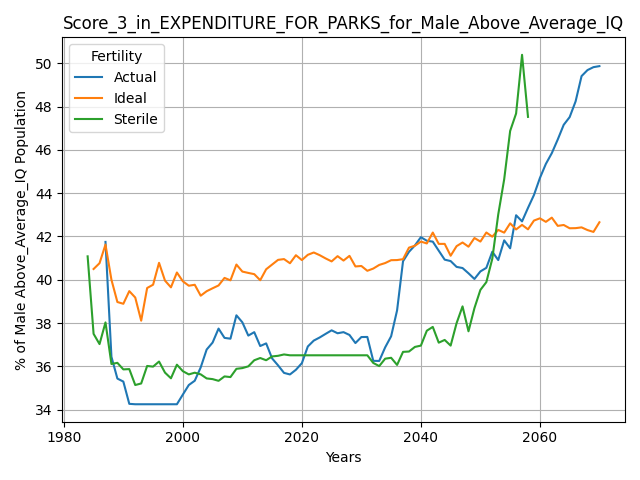 Score_3_in_EXPENDITURE_FOR_PARKS_for_Male_Above_Average_IQ
% of Male Above_Average_IQ Population
Fertility
Actual
Ideal
Sterile
50
48
46
44
42
40
38
36
34
1980
2000
2020
2040
2060
Years